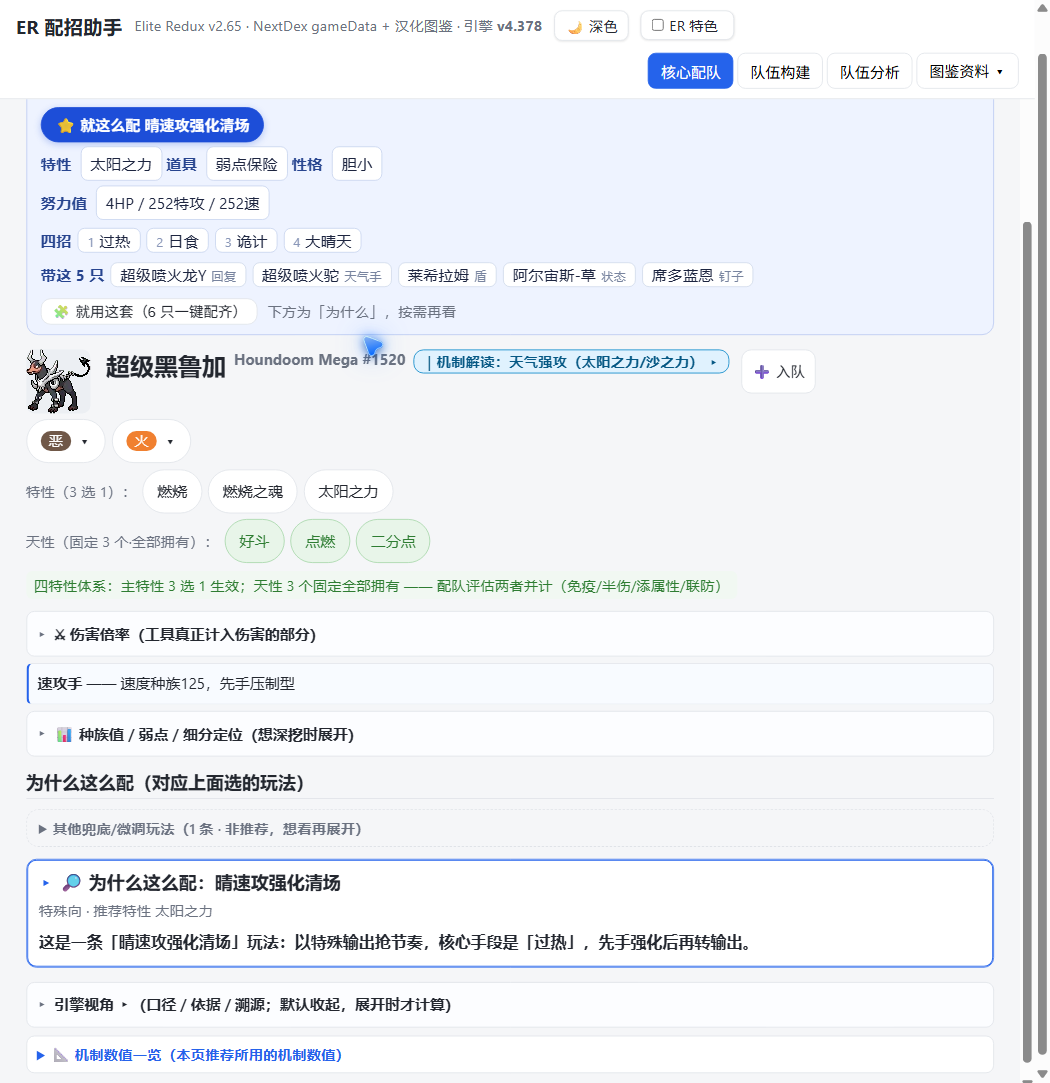 ER 配招助手 Elite Redux v2.65 · NextDex gameData + 汉化图鉴 · 引擎 v4.378 🌙 深色 ER 特色
核心配队 队伍构建 队伍分析 图鉴资料 ▾
⭐ 就这么配 晴速攻强化清场
特性 太阳之力 道具 弱点保险 性格 胆小
努力值 4HP / 252特攻 / 252速
四招 1 过热 2 日食 3 诡计 4 大晴天
带这 5 只 超级喷火龙Y 回复 超级喷火驼 天气手 莱希拉姆 盾 阿尔宙斯-草 状态 席多蓝恩 钉子
🧩 就用这套（6 只一键配齐） 下方为「为什么」，按需再看
超级黑鲁加 Houndoom Mega #1520 | 机制解读：天气强攻（太阳之力/沙之力） ▸ ➕ 入队
恶 ▾ 火 ▾
特性（3 选 1）： 燃烧 燃烧之魂 太阳之力
天性（固定 3 个·全部拥有）： 好斗 点燃 二分点
四特性体系：主特性 3 选 1 生效；天性 3 个固定全部拥有 —— 配队评估两者并计（免疫/半伤/添属性/联防）
▸ ⚔ 伤害倍率（工具真正计入伤害的部分）
速攻手 —— 速度种族125，先手压制型
▸ 📊 种族值 / 弱点 / 细分定位（想深挖时展开）
为什么这么配（对应上面选的玩法）
▶ 其他兜底/微调玩法（1 条 · 非推荐，想看再展开）
▸ 🔎 为什么这么配：晴速攻强化清场
特殊向 · 推荐特性 太阳之力
这是一条「晴速攻强化清场」玩法：以特殊输出抢节奏，核心手段是「过热」，先手强化后再转输出。
▸ 引擎视角 ▸ （口径 / 依据 / 溯源；默认收起，展开时才计算）
▶ 📐 机制数值一览（本页推荐所用的机制数值）